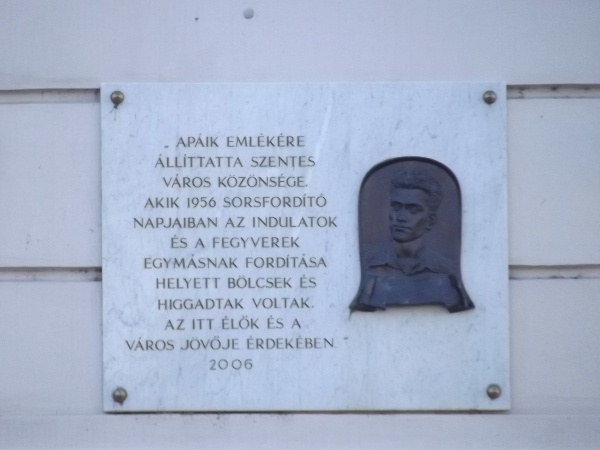 APÁIK EMLÉKÉRE
ÁLLÍTTATTA SZENTES
VÁROS KÖZÖNSÉGE.
AKIK 1956 SORSFORDÍTÓ
NAPJAIBAN AZ INDULATOK
ÉS A FEGYVEREK
EGYMÁSNAK FORDÍTÁSA
HELYETT BÖLCSEK ÉS
HIGGADTAK VOLTAK.
AZ ITT ÉLŐK ÉS A
VÁROS JÖVŐJE ÉRDEKÉBEN
2006